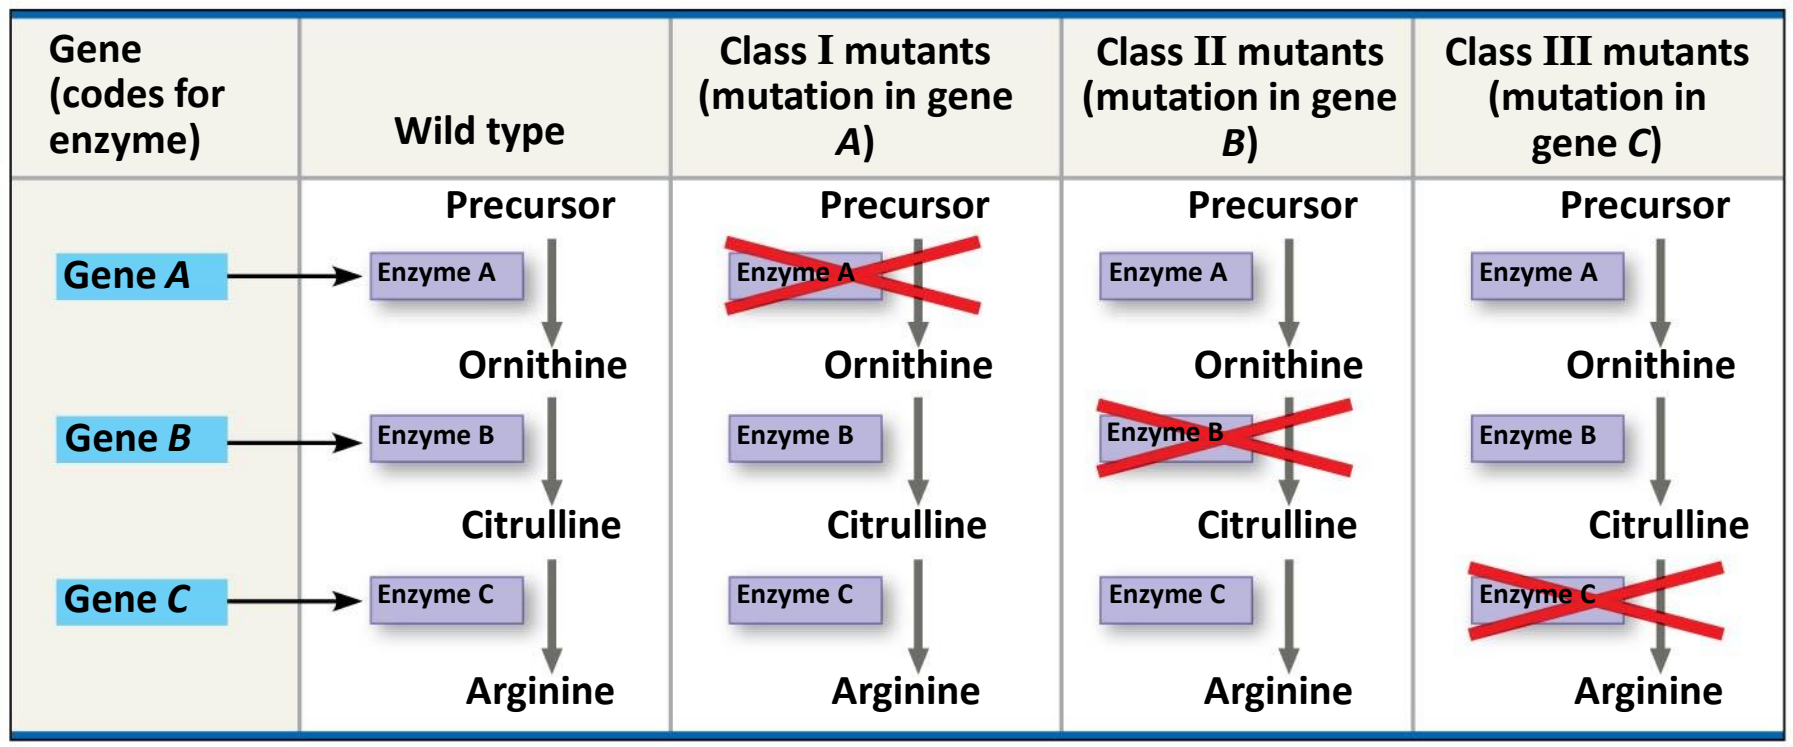 Gene
(codes for
enzyme)
Wild type
Class I mutants
(mutation in gene
A)
Class II mutants
(mutation in gene
B)
Class III mutants
(mutation in
gene C)
Precursor
Precursor
Precursor
Precursor
Gene A
Enzyme A
Enzyme A
Enzyme A
Enzyme A
Ornithine
Ornithine
Ornithine
Ornithine
Gene B
Enzyme B
Enzyme B
Enzyme B
Enzyme B
Citrulline
Citrulline
Citrulline
Citrulline
Gene C
Enzyme C
Enzyme C
Enzyme C
Enzyme C
Arginine
Arginine
Arginine
Arginine